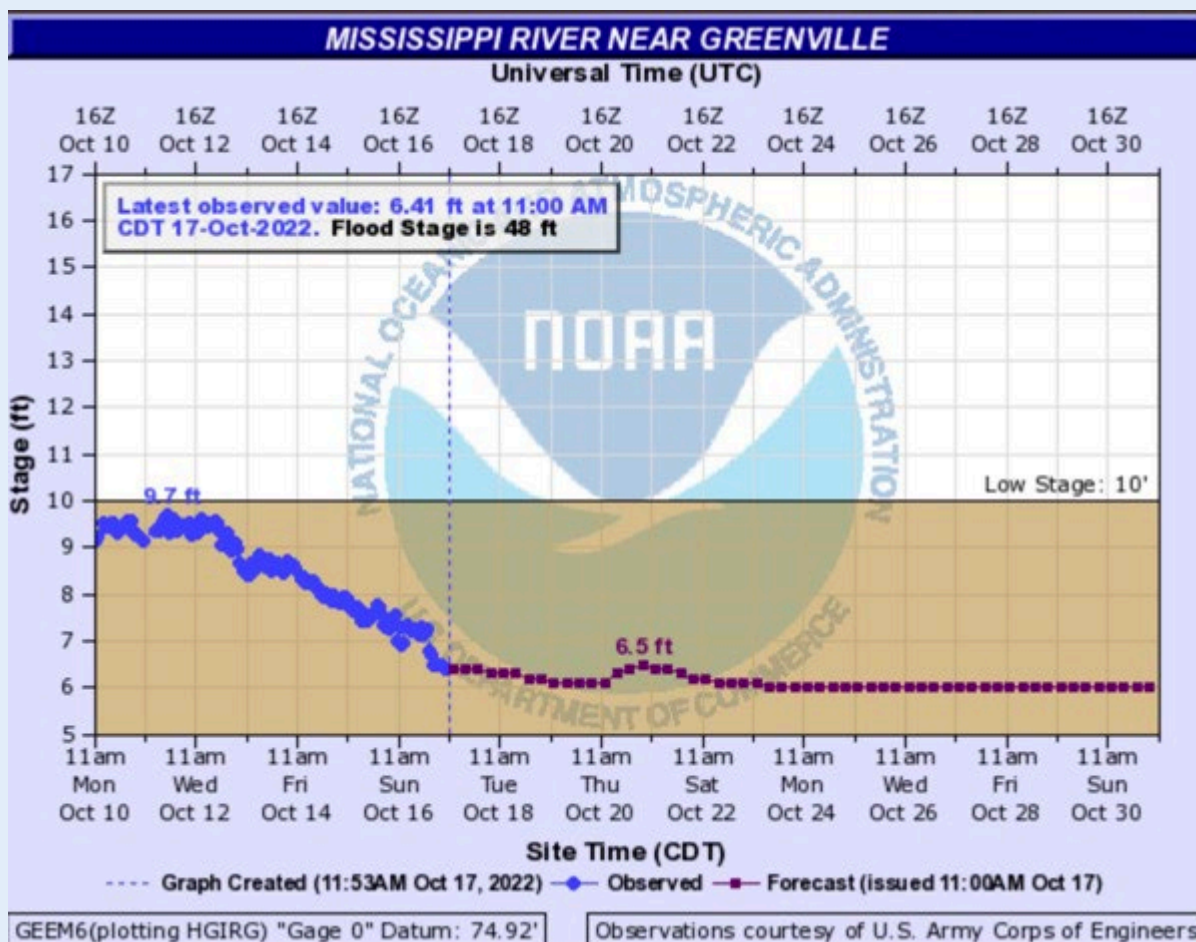 MISSISSIPPI RIVER NEAR GREENVILLE
Universal Time (UTC)
16Z 16Z 16Z 16Z 16Z 16Z 16Z 16Z 16Z 16Z 16Z
Oct 10 Oct 12 Oct 14 Oct 16 Oct 18 Oct 20 Oct 22 Oct 24 Oct 26 Oct 28 Oct 30
Latest observed value: 6.41 ft at 11:00 AM
CDT 17-Oct-2022. Flood Stage is 48 ft
NATIONAL OCEANIC AND ATMOSPHERIC ADMINISTRATION
NOAA
U.S. DEPARTMENT OF COMMERCE
Stage (ft)
17
16
15
14
13
12
11
10
9
8
7
6
5
Low Stage: 10'
9.7 ft
6.5 ft
11am 11am 11am 11am 11am 11am 11am 11am 11am 11am 11am
Mon Wed Fri Sun Tue Thu Sat Mon Wed Fri Sun
Oct 10 Oct 12 Oct 14 Oct 16 Oct 18 Oct 20 Oct 22 Oct 24 Oct 26 Oct 28 Oct 30
Site Time (CDT)
Graph Created (11:53AM Oct 17, 2022) Observed Forecast (issued 11:00AM Oct 17)
GEEM6(plotting HGIRG) "Gage 0" Datum: 74.92'
Observations courtesy of U.S. Army Corps of Engineers